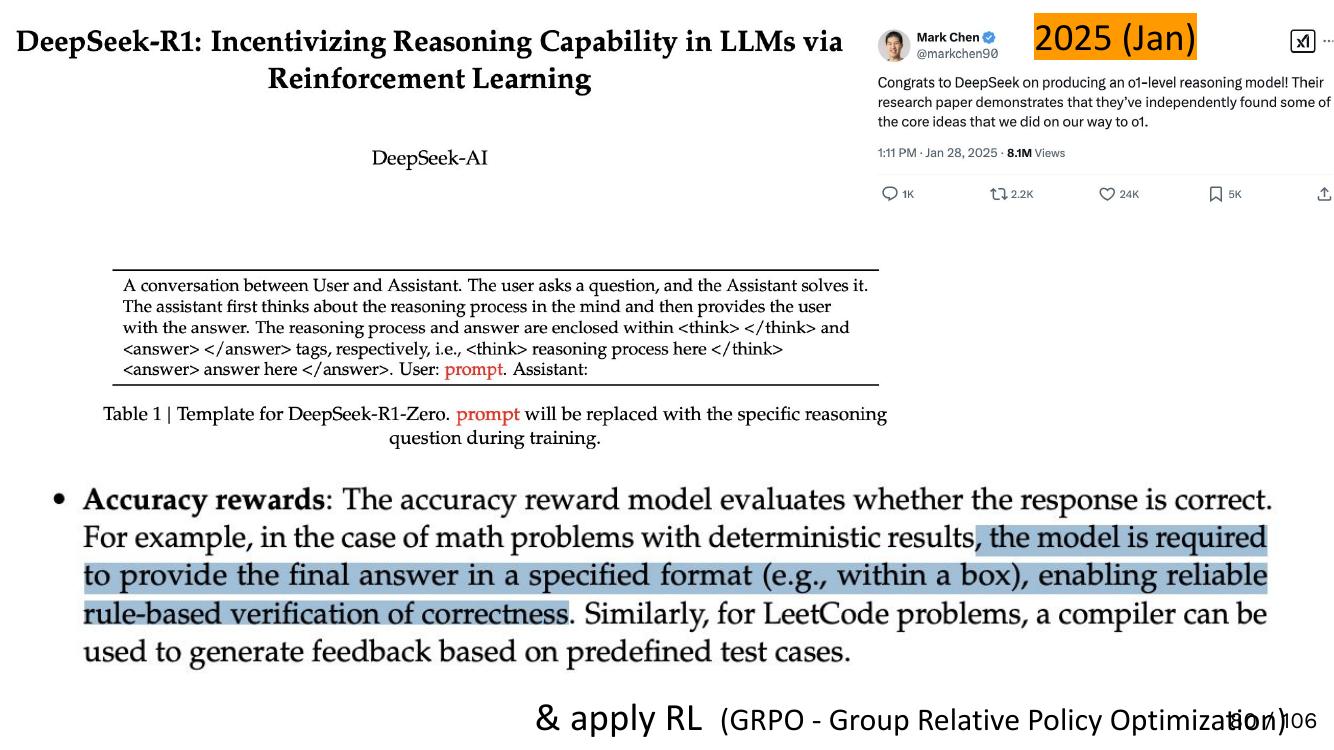 DeepSeek-R1: Incentivizing Reasoning Capability in LLMs via
Reinforcement Learning
DeepSeek-AI
Mark Chen
@markchen90
2025 (Jan)
Congrats to DeepSeek on producing an o1-level reasoning model! Their
research paper demonstrates that they've independently found some of
the core ideas that we did on our way to o1.
1:11 PM · Jan 28, 2025 · 8.1M Views
1K 2.2K 24K 5K
A conversation between User and Assistant. The user asks a question, and the Assistant solves it.
The assistant first thinks about the reasoning process in the mind and then provides the user
with the answer. The reasoning process and answer are enclosed within <think> </think> and
<answer> </answer> tags, respectively, i.e., <think> reasoning process here </think>
<answer> answer here </answer>. User: prompt. Assistant:
Table 1 | Template for DeepSeek-R1-Zero. prompt will be replaced with the specific reasoning
question during training.
• Accuracy rewards: The accuracy reward model evaluates whether the response is correct.
For example, in the case of math problems with deterministic results, the model is required
to provide the final answer in a specified format (e.g., within a box), enabling reliable
rule-based verification of correctness. Similarly, for LeetCode problems, a compiler can be
used to generate feedback based on predefined test cases.
& apply RL (GRPO - Group Relative Policy Optimization)
/ 106